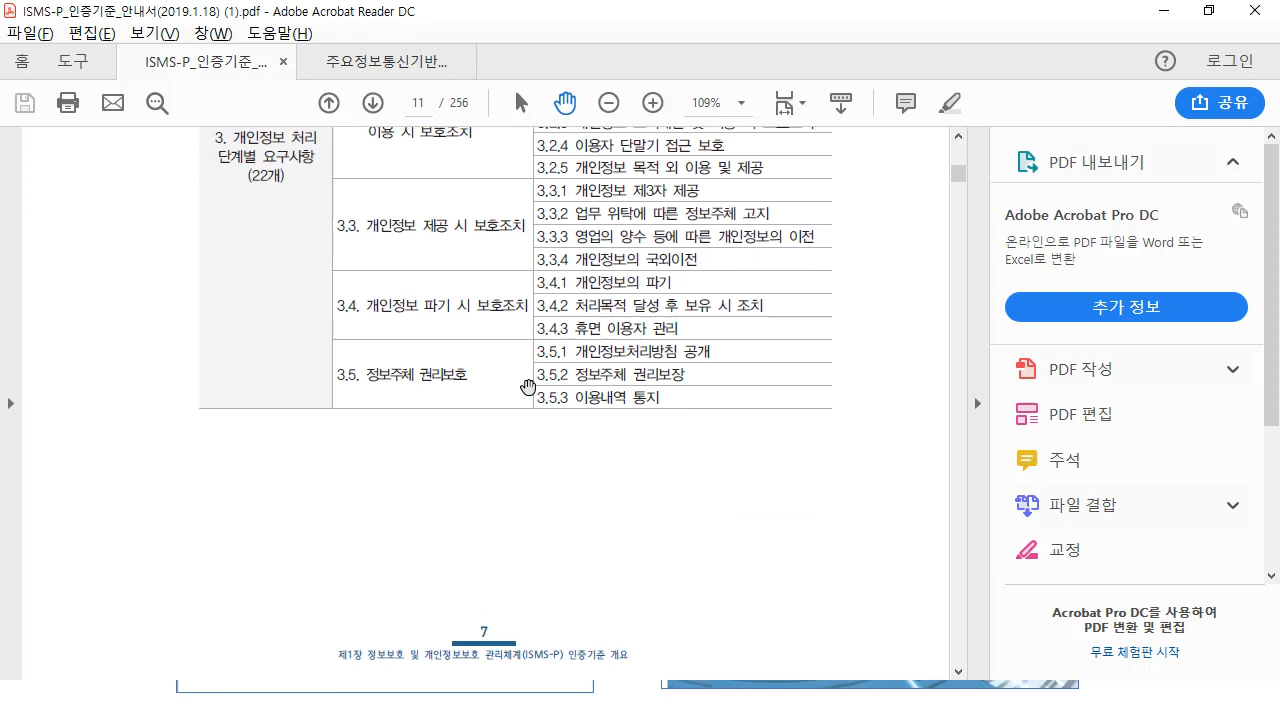 ISMS-P_인증기준_안내서(2019.1.18) (1).pdf - Adobe Acrobat Reader DC
파일(F) 편집(E) 보기(V) 창(W) 도움말(H)
홈 도구 ISMS-P_인증기준_... × 주요정보통신기반... ? 로그인
11 / 256 109% 공유
3. 개인정보 처리
단계별 요구사항
(22개)
이용 시 보호조치
3.2.4 이용자 단말기 접근 보호
3.2.5 개인정보 목적 외 이용 및 제공
3.3. 개인정보 제공 시 보호조치
3.3.1 개인정보 제3자 제공
3.3.2 업무 위탁에 따른 정보주체 고지
3.3.3 영업의 양수 등에 따른 개인정보의 이전
3.3.4 개인정보의 국외이전
3.4. 개인정보 파기 시 보호조치
3.4.1 개인정보의 파기
3.4.2 처리목적 달성 후 보유 시 조치
3.4.3 휴면 이용자 관리
3.5. 정보주체 권리보호
3.5.1 개인정보처리방침 공개
3.5.2 정보주체 권리보장
3.5.3 이용내역 통지
7
제1장 정보보호 및 개인정보보호 관리체계(ISMS-P) 인증기준 개요
PDF 내보내기
Adobe Acrobat Pro DC
온라인으로 PDF 파일을 Word 또는
Excel로 변환
추가 정보
PDF 작성
PDF 편집
주석
파일 결합
교정
Acrobat Pro DC를 사용하여
PDF 변환 및 편집
무료 체험판 시작